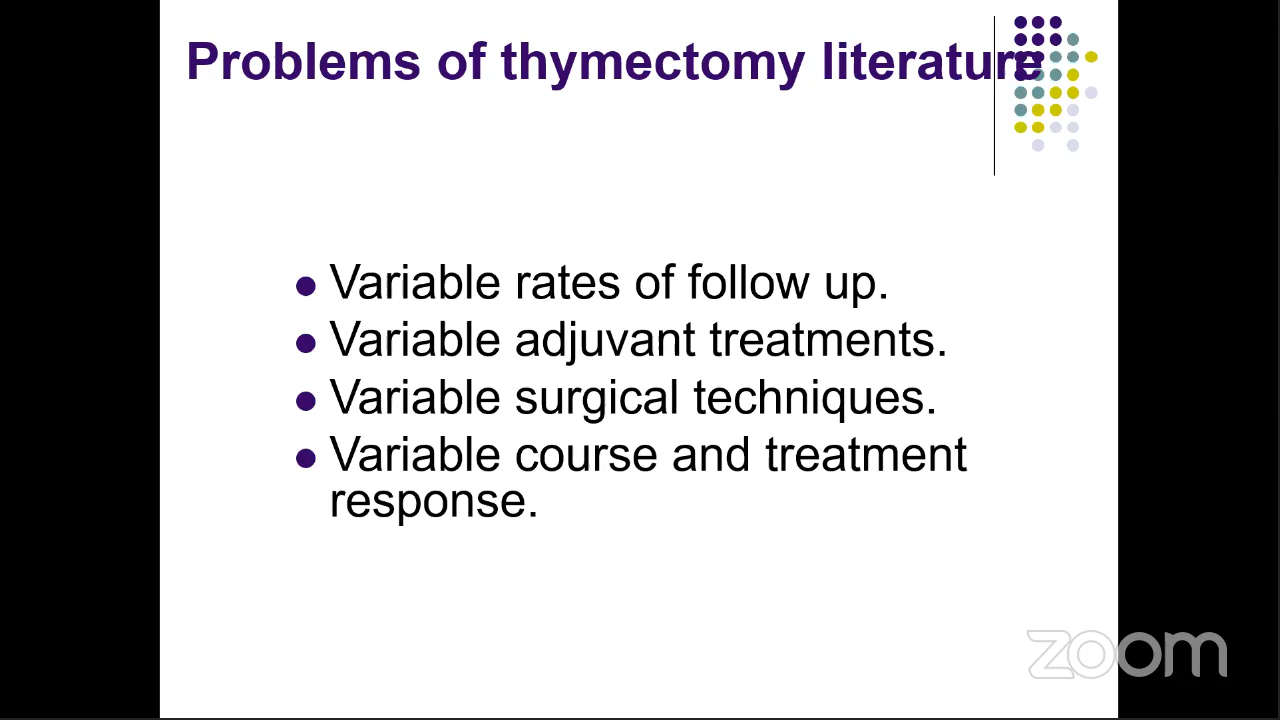 Problems of thymectomy literature
Variable rates of follow up.
Variable adjuvant treatments.
Variable surgical techniques.
Variable course and treatment
response.
zoom